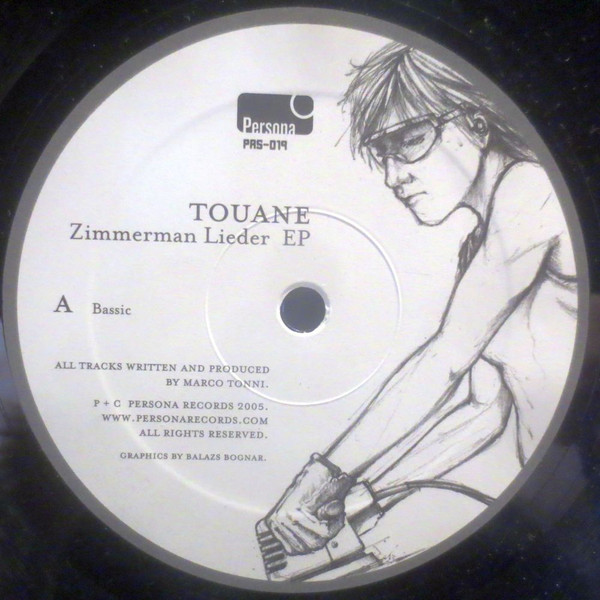 Persona
PRS-019
TOUANE
Zimmerman Lieder EP
A Bassic
ALL TRACKS WRITTEN AND PRODUCED
BY MARCO TONNI.
P + C PERSONA RECORDS 2005.
WWW.PERSONARECORDS.COM
ALL RIGHTS RESERVED.
GRAPHICS BY BALAZS BOGNAR.